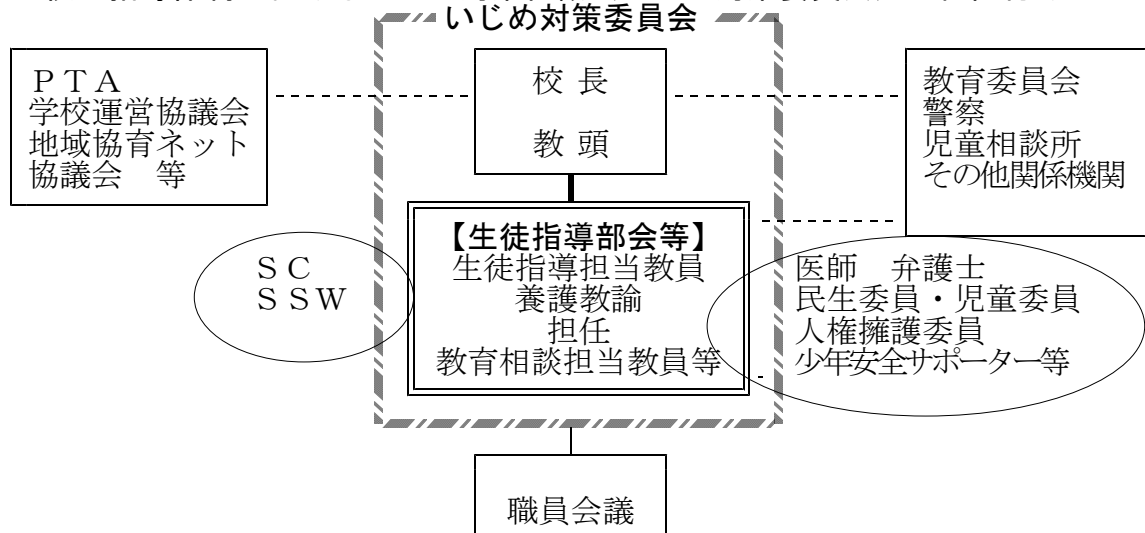 いじめ対策委員会
ＰＴＡ
学校運営協議会
地域協育ネット
協議会　等
校 長
教 頭
教育委員会
警察
児童相談所
その他関係機関
【生徒指導部会等】
生徒指導担当教員
養護教諭
担任
教育相談担当教員等
ＳＣ
ＳＳＷ
医師　弁護士
民生委員・児童委員
人権擁護委員
少年安全サポーター等
職員会議